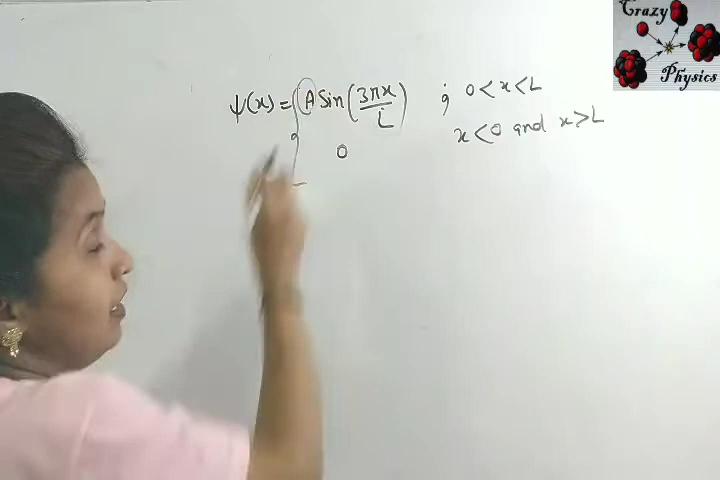 Crazy
Physics
ψ(x) = { A Sin(3πx/L) ; 0 < x < L
0 x < 0 and x > L